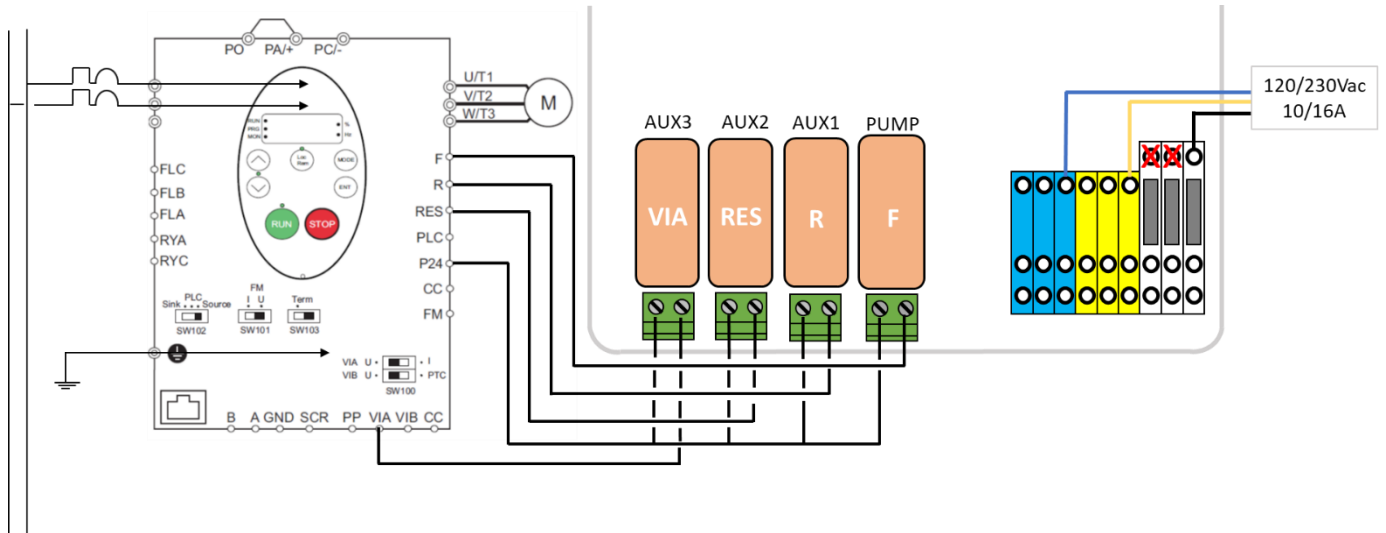 PO PA/+ PC/-
U/T1
V/T2
W/T3
M
RUN
PRG
MON
%
Hz
Loc
Rem
MODE
ENT
RUN
STOP
FLC
FLB
FLA
RYA
RYC
F
R
RES
PLC
P24
CC
FM
PLC
Sink Source
SW102
FM
I U
SW101
Term
SW103
VIA U I
VIB U PTC
SW100
B A GND SCR PP VIA VIB CC
AUX3 AUX2 AUX1 PUMP
VIA RES R F
120/230Vac
10/16A